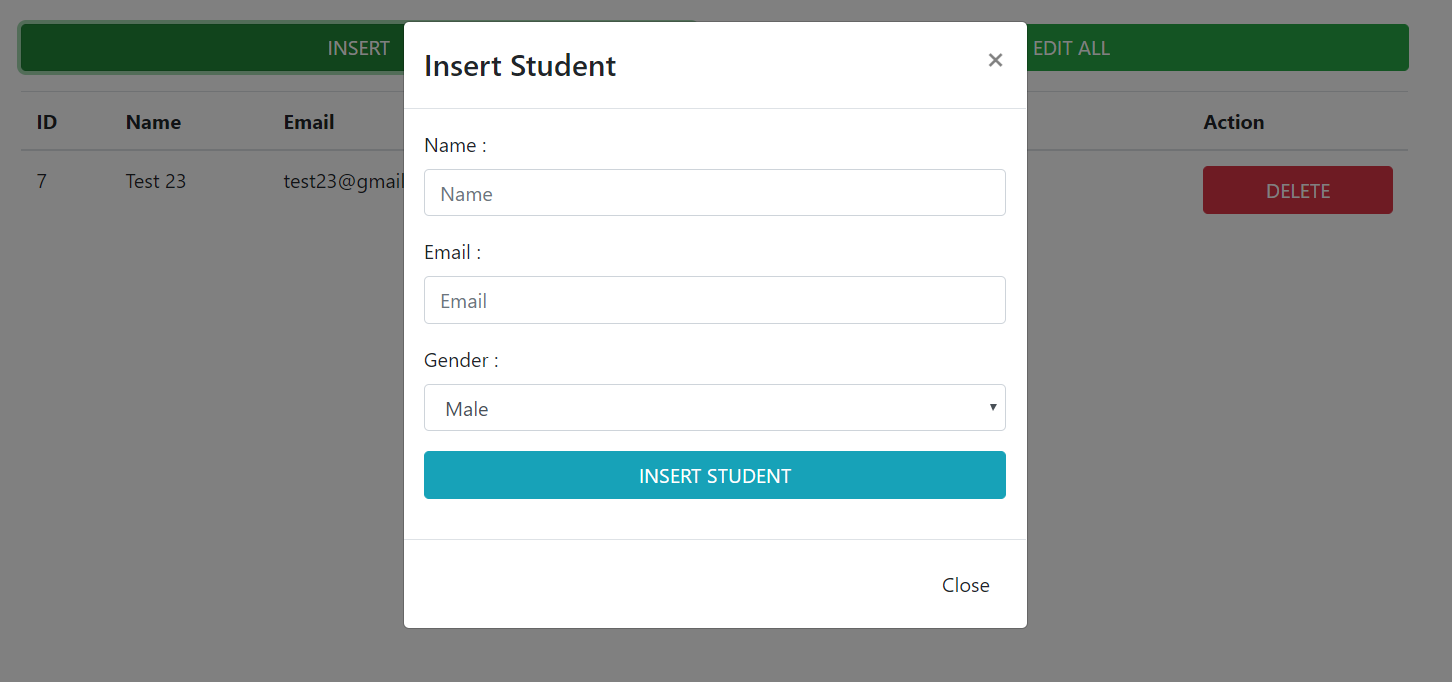 INSERT
EDIT ALL
Insert Student
×
ID Name Email Action
7 Test 23 test23@gmail
DELETE
Name :
Name
Email :
Email
Gender :
Male
INSERT STUDENT
Close